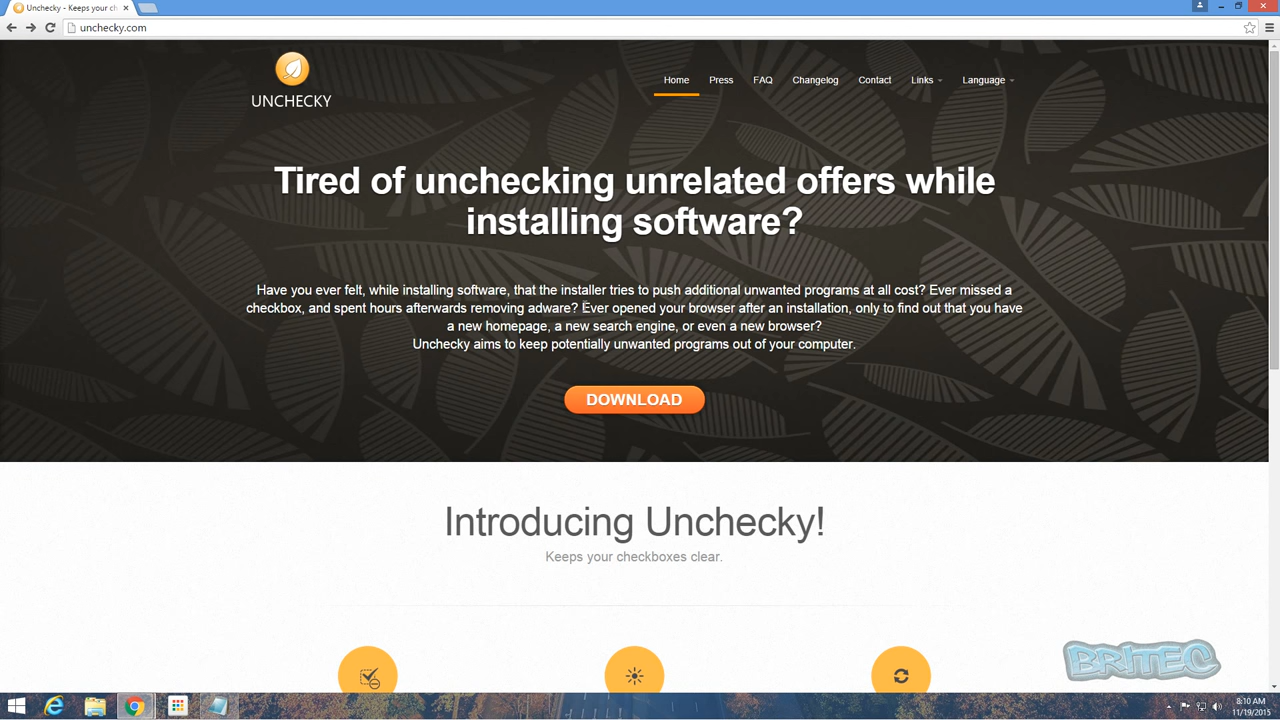 Unchecky - Keeps your ch
unchecky.com
UNCHECKY
Home Press FAQ Changelog Contact Links Language
Tired of unchecking unrelated offers while
installing software?
Have you ever felt, while installing software, that the installer tries to push additional unwanted programs at all cost? Ever missed a
checkbox, and spent hours afterwards removing adware? Ever opened your browser after an installation, only to find out that you have
a new homepage, a new search engine, or even a new browser?
Unchecky aims to keep potentially unwanted programs out of your computer.
DOWNLOAD
Introducing Unchecky!
Keeps your checkboxes clear.
BRITEC
8:10 AM
11/19/2015